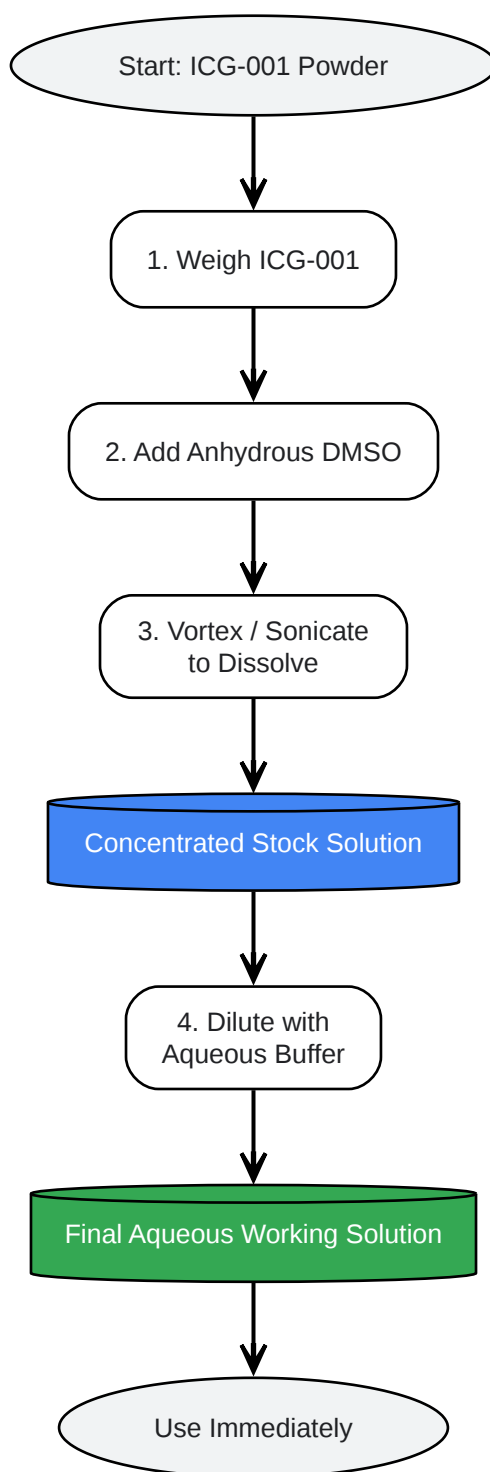 Start: ICG-001 Powder
1. Weigh ICG-001
2. Add Anhydrous DMSO
3. Vortex / Sonicate
to Dissolve
Concentrated Stock Solution
4. Dilute with
Aqueous Buffer
Final Aqueous Working Solution
Use Immediately